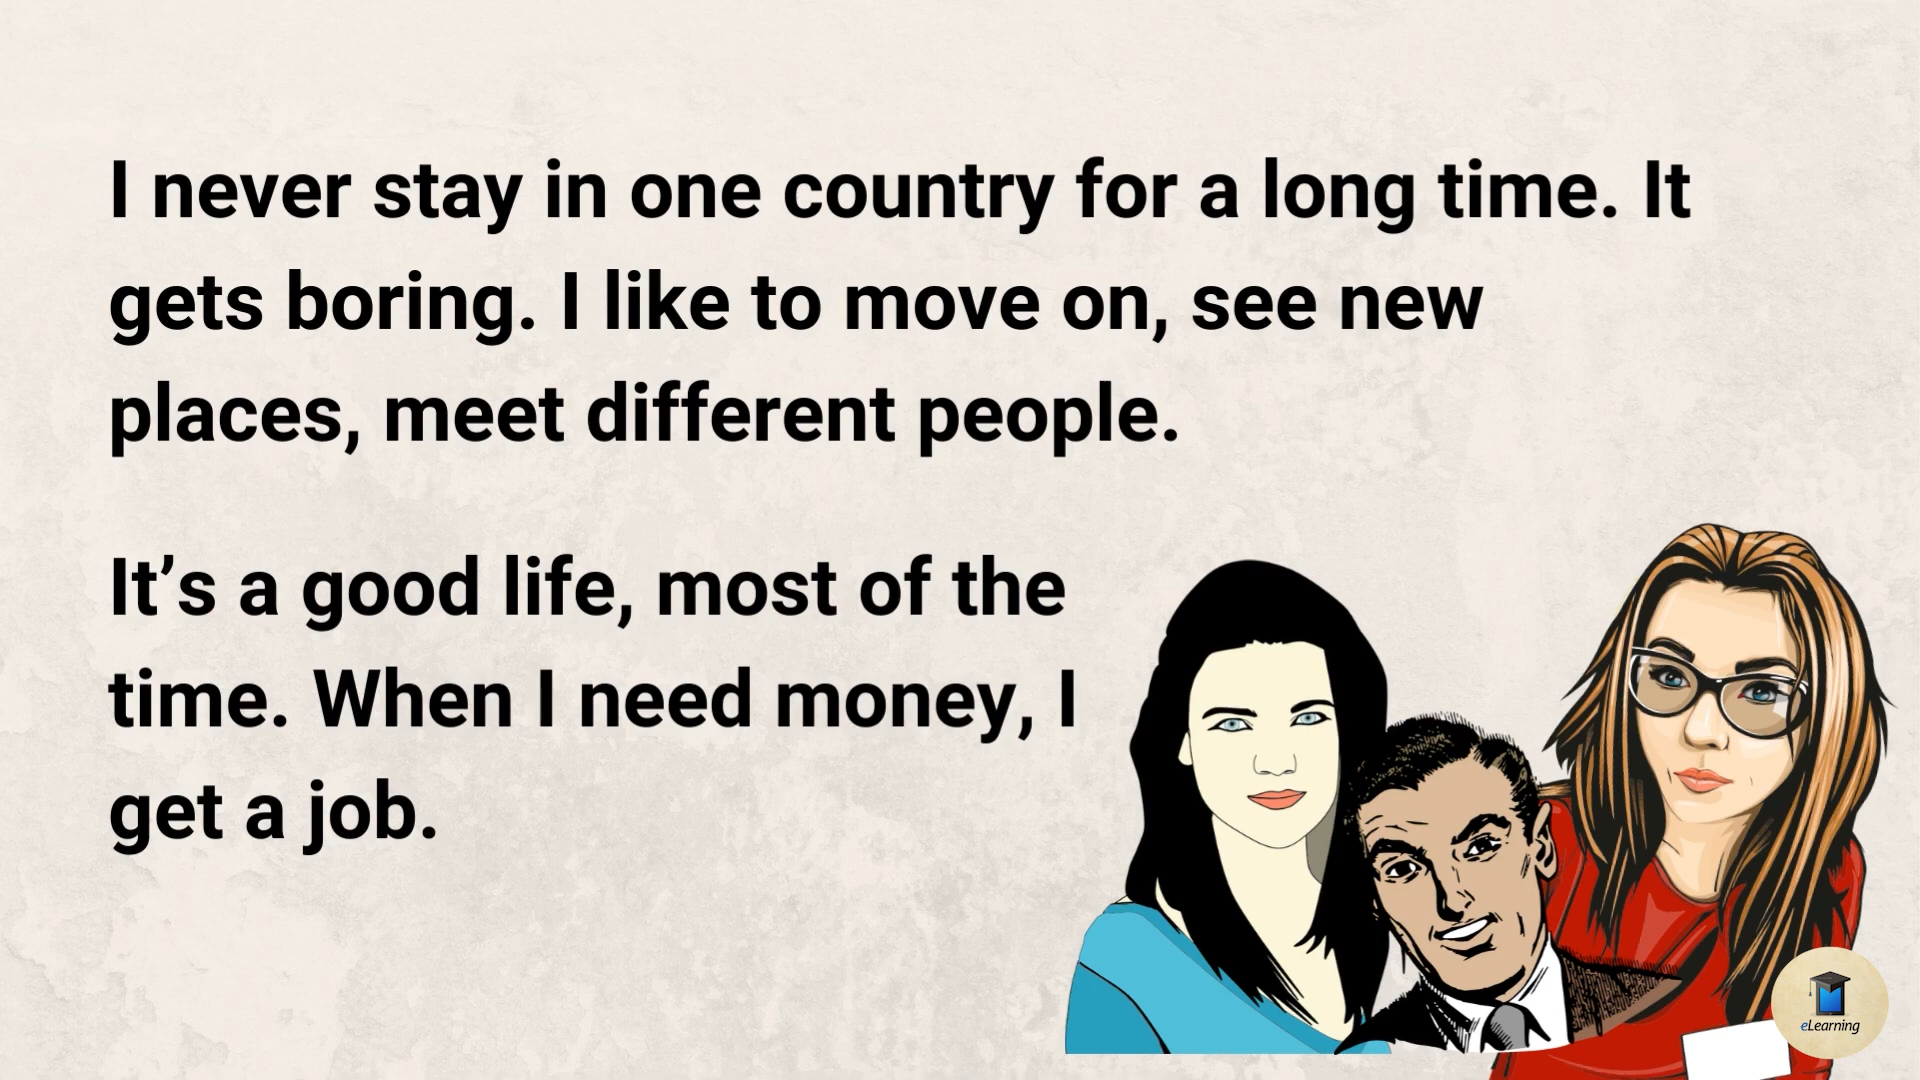 I never stay in one country for a long time. It
gets boring. I like to move on, see new
places, meet different people.
It’s a good life, most of the
time. When I need money, I
get a job.
eLearning